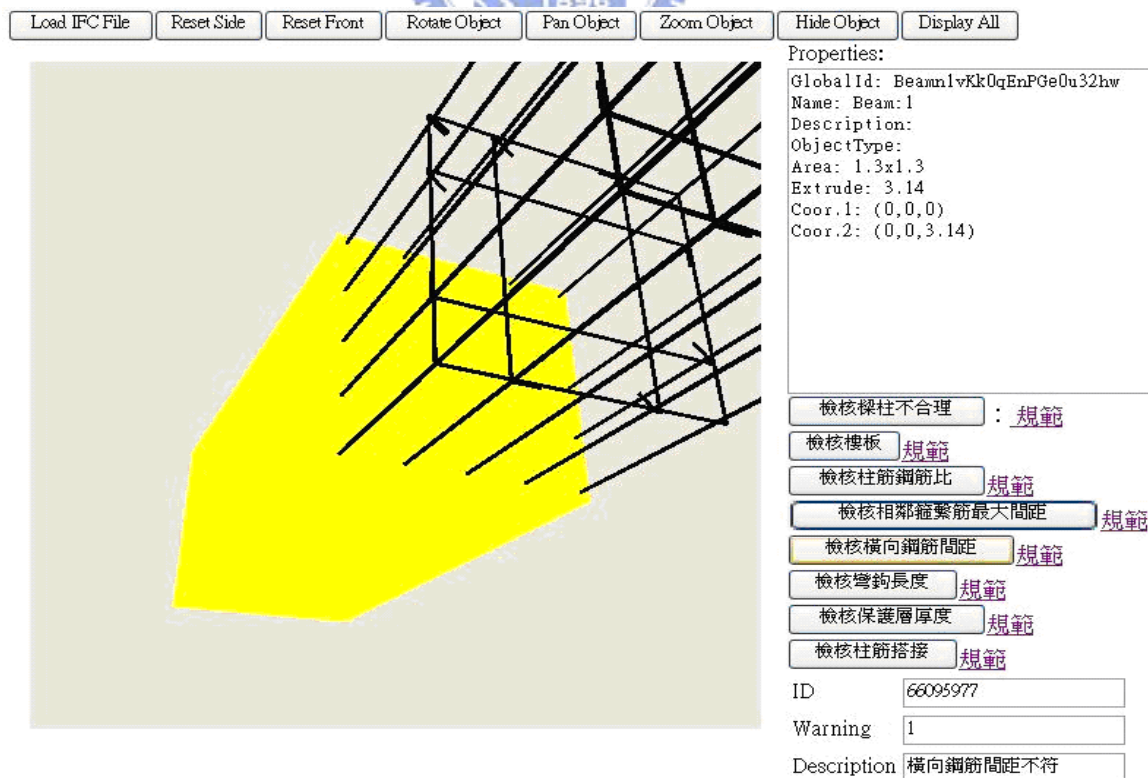 1896
Load IFC File Reset Side Reset Front Rotate Object Pan Object Zoom Object Hide Object Display All
Properties:
GlobalId: Beamn1vKk0qEnPGe0u32hw
Name: Beam:1
Description:
ObjectType:
Area: 1.3x1.3
Extrude: 3.14
Coor.1: (0,0,0)
Coor.2: (0,0,3.14)
檢核樑柱不合理 : 規範
檢核樓板 規範
檢核柱筋鋼筋比 規範
檢核相鄰箍繫筋最大間距 規範
檢核橫向鋼筋間距 規範
檢核彎鉤長度 規範
檢核保護層厚度 規範
檢核柱筋搭接 規範
ID 66095977
Warning 1
Description 橫向鋼筋間距不符